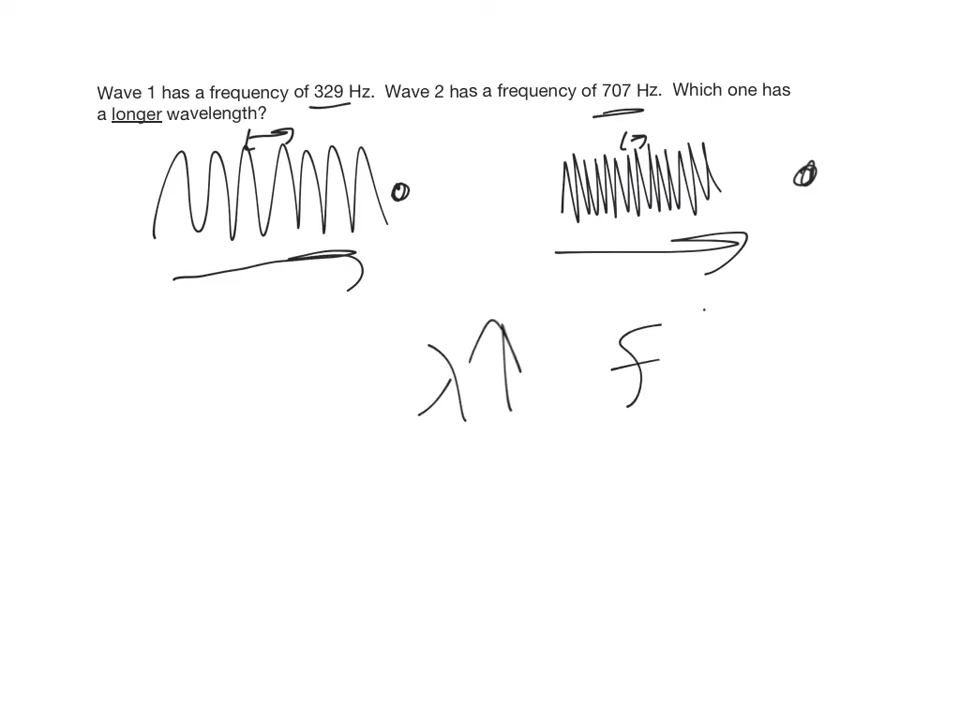 Wave 1 has a frequency of 329 Hz.  Wave 2 has a frequency of 707 Hz.  Which one has
a longer wavelength?
λ↑ f